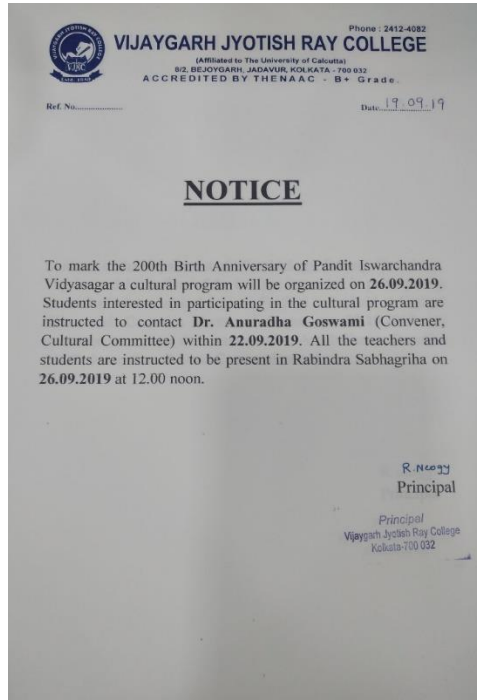 Phone : 2412-4082
VIJAYGARH JYOTISH RAY COLLEGE
(Affiliated to The University of Calcutta)
8/2, BEJOYGARH, JADAVUR, KOLKATA - 700 032
ACCREDITED BY THENAAC - B+ Grade.
Ref. No.....................
Date..19.09.19
NOTICE
To mark the 200th Birth Anniversary of Pandit Iswarchandra
Vidyasagar a cultural program will be organized on 26.09.2019.
Students interested in participating in the cultural program are
instructed to contact Dr. Anuradha Goswami (Convener,
Cultural Committee) within 22.09.2019. All the teachers and
students are instructed to be present in Rabindra Sabhagriha on
26.09.2019 at 12.00 noon.
R. Neogy
Principal
Principal
Vijaygarh Jyotish Ray College
Kolkata-700 032